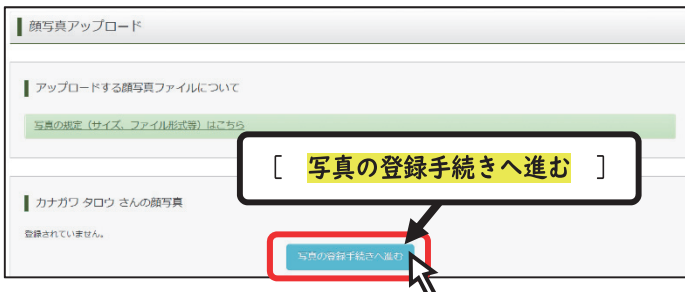 顔写真アップロード
アップロードする顔写真ファイルについて
写真の規定（サイズ、ファイル形式等）はこちら
［ 写真の登録手続きへ進む ］
カナガワ タロウ さんの顔写真
登録されていません。
写真の登録手続きへ進む